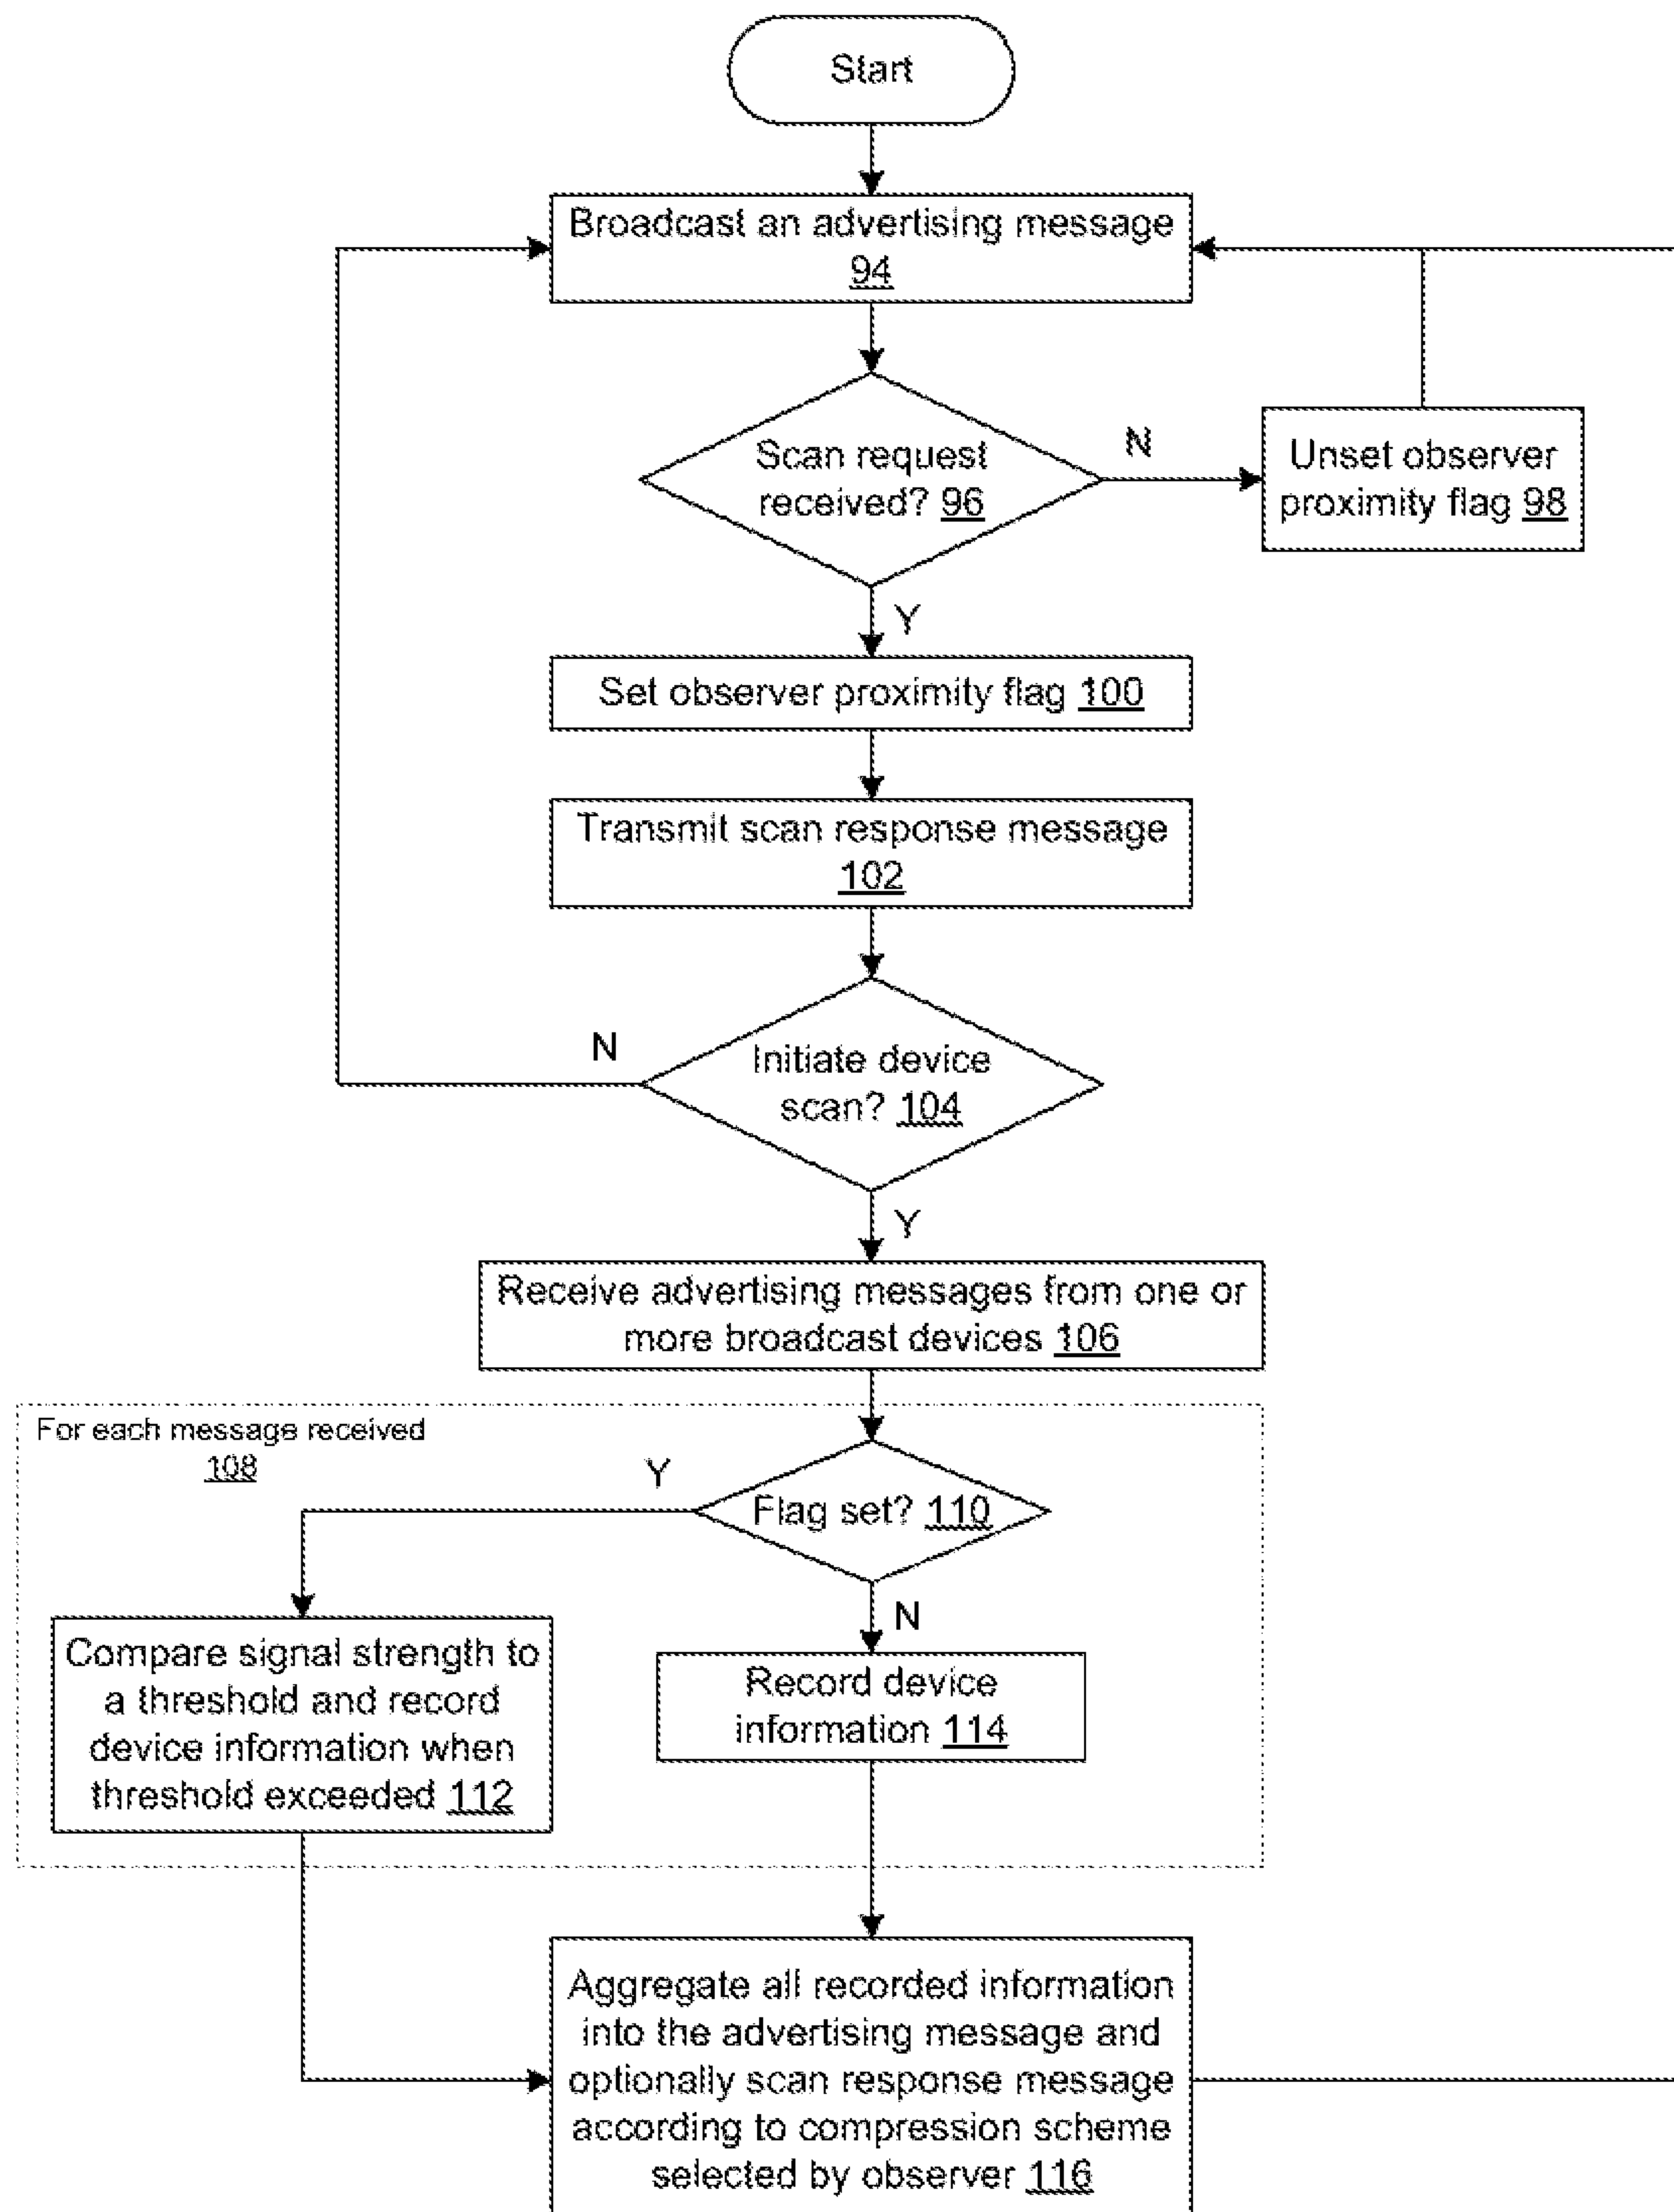 Start
Broadcast an advertising message
94
Scan request
received? 96
N
Unset observer
proximity flag 98
Y
Set observer proximity flag 100
Transmit scan response message
102
N
Initiate device
scan? 104
Y
Receive advertising messages from one or
more broadcast devices 106
For each message received
108
Y
Flag set? 110
N
Compare signal strength to
a threshold and record
device information when
threshold exceeded 112
Record device
information 114
Aggregate all recorded information
into the advertising message and
optionally scan response message
according to compression scheme
selected by observer 116